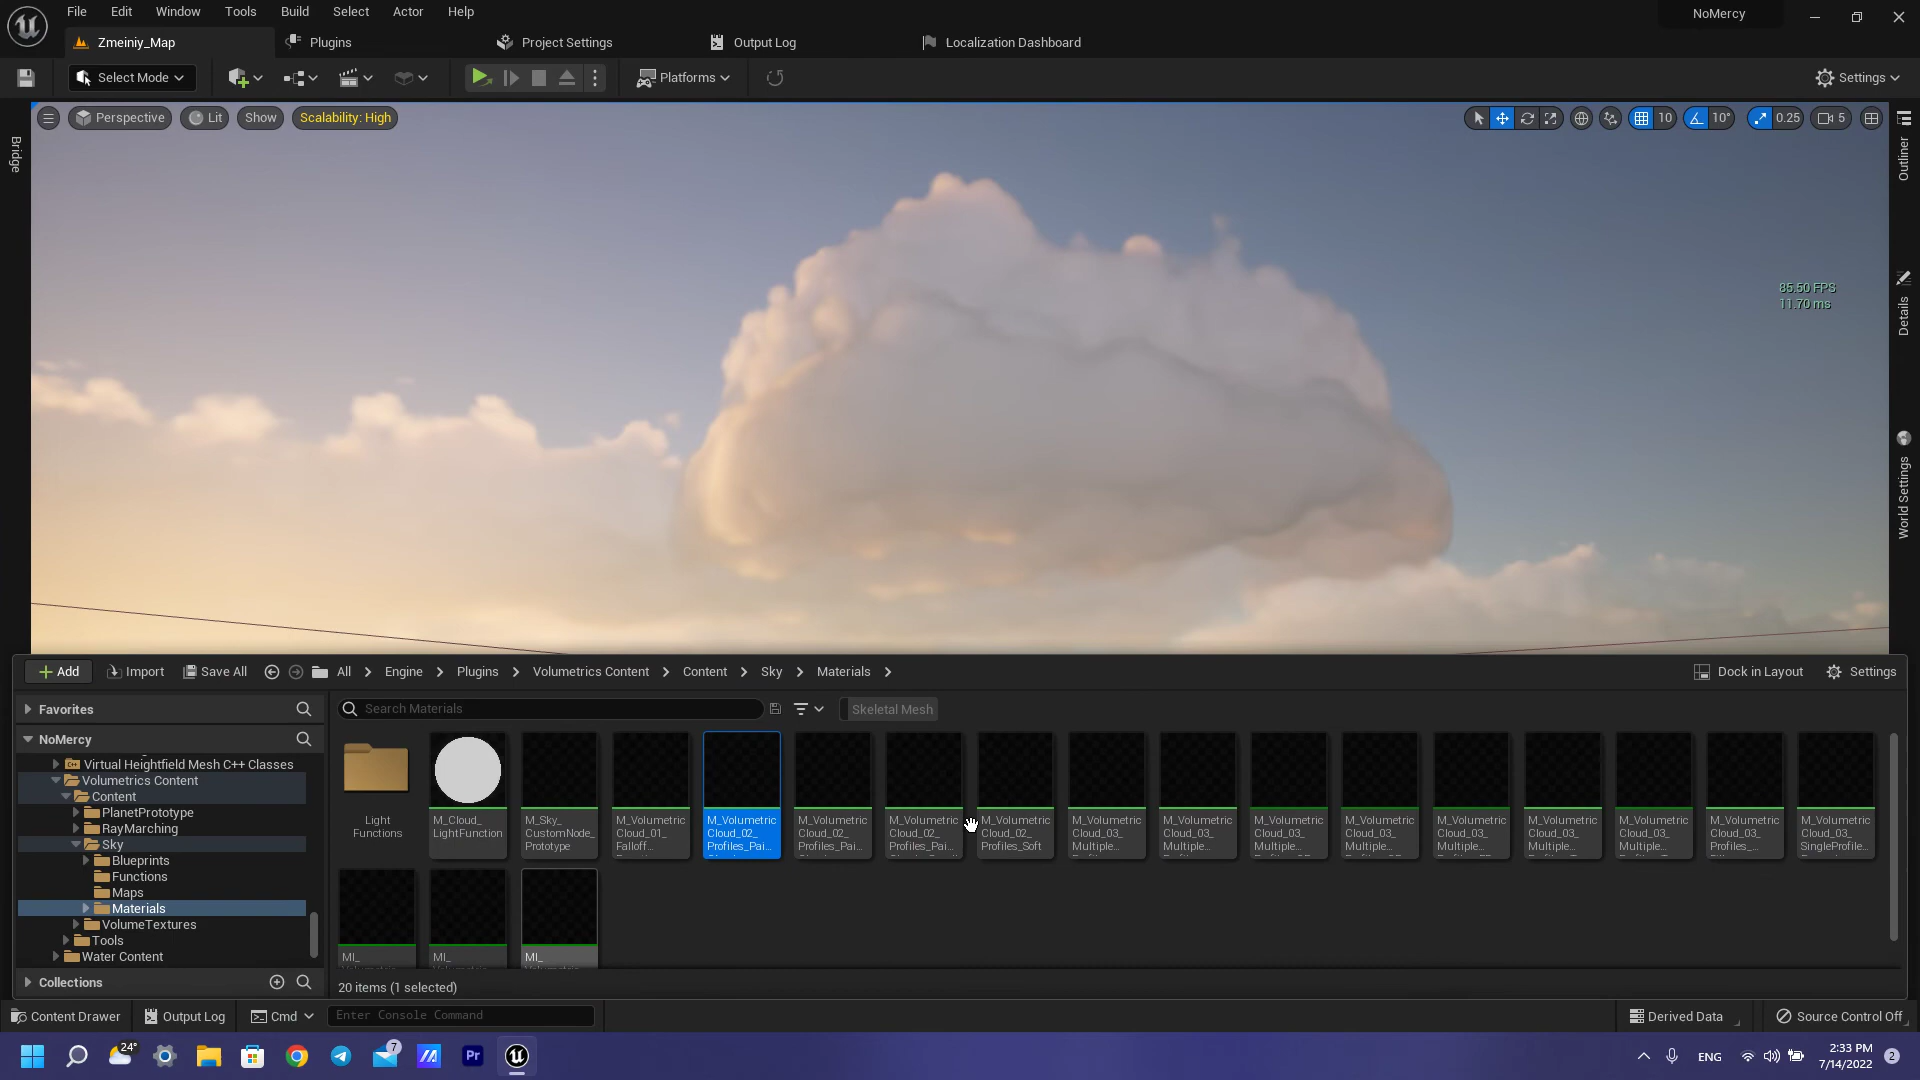 File Edit Window Tools Build Select Actor Help
NoMercy
Zmeiniy_Map
Plugins
Project Settings
Output Log
Localization Dashboard
Select Mode
Platforms
Settings
Perspective
Lit
Show
Scalability: High
10
10°
0.25
5
Bridge
Outliner
Details
World Settings
85.50 FPS
11.70 ms
Add
Import
Save All
All
Engine
Plugins
Volumetrics Content
Content
Sky
Materials
Dock in Layout
Settings
Favorites
Search Materials
Skeletal Mesh
NoMercy
Virtual Heightfield Mesh C++ Classes
Volumetrics Content
Content
PlanetPrototype
RayMarching
Sky
Blueprints
Functions
Maps
Materials
VolumeTextures
Tools
Water Content
Collections
Light
Functions
M_Cloud_
LightFunction
M_Sky_
CustomNode_
Prototype
M_Volumetric
Cloud_01_
Falloff...
M_Volumetric
Cloud_02_
Profiles_Pai...
M_Volumetric
Cloud_02_
Profiles_Pai...
M_Volumetric
Cloud_02_
Profiles_Pai...
M_Volumetric
Cloud_02_
Profiles_Soft
M_Volumetric
Cloud_03_
Multiple
M_Volumetric
Cloud_03_
Multiple
M_Volumetric
Cloud_03_
Multiple
M_Volumetric
Cloud_03_
Multiple
M_Volumetric
Cloud_03_
Multiple
M_Volumetric
Cloud_03_
Multiple
M_Volumetric
Cloud_03_
Multiple
M_Volumetric
Cloud_03_
Profiles_...
M_Volumetric
Cloud_03_
SingleProfile...
MI_
MI_
MI_
20 items (1 selected)
Content Drawer
Output Log
Cmd
Enter Console Command
Derived Data
Source Control Off
24°
7
Pr
ENG
2:33 PM
7/14/2022
2